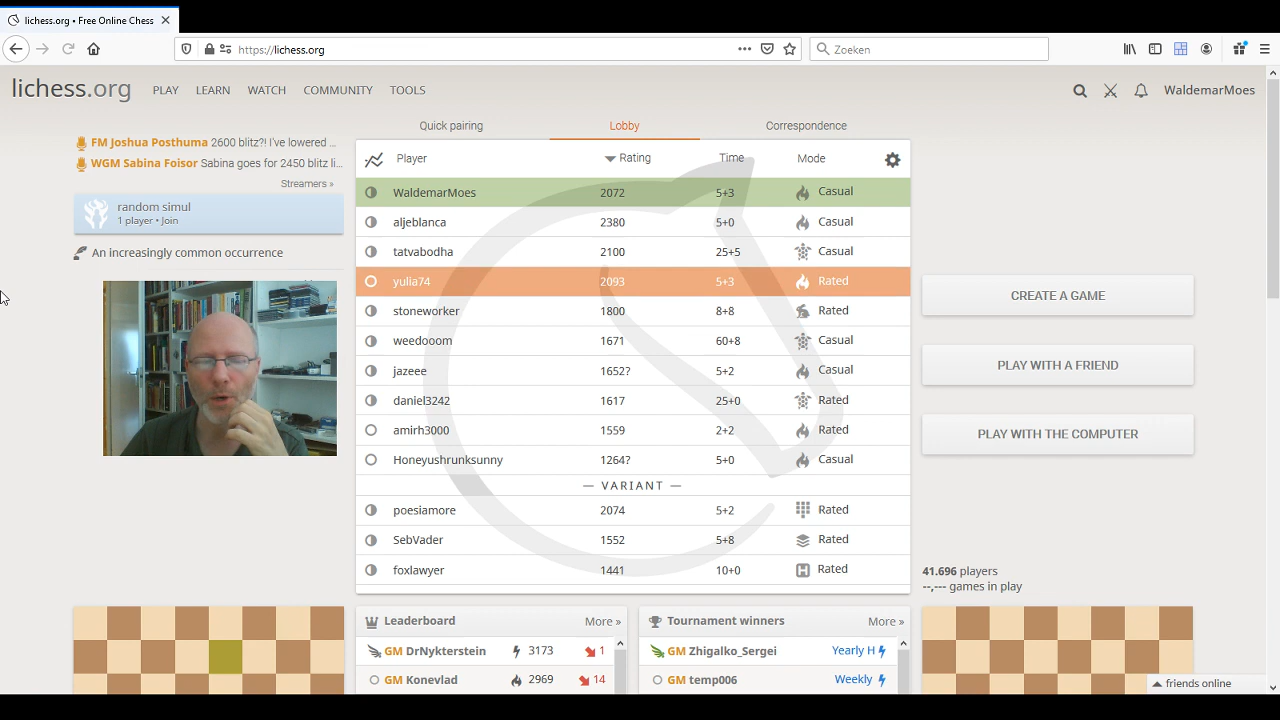 lichess.org • Free Online Chess
https://lichess.org
Zoeken
lichess.org PLAY LEARN WATCH COMMUNITY TOOLS WaldemarMoes
Quick pairing Lobby Correspondence
FM Joshua Posthuma 2600 blitz?! I've lowered ...
WGM Sabina Foisor Sabina goes for 2450 blitz li...
Streamers »
random simul
1 player • Join
An increasingly common occurrence
Player Rating Time Mode
WaldemarMoes 2072 5+3 Casual
aljeblanca 2380 5+0 Casual
tatvabodha 2100 25+5 Casual
yulia74 2093 5+3 Rated
stoneworker 1800 8+8 Rated
weedooom 1671 60+8 Casual
jazeee 1652? 5+2 Casual
daniel3242 1617 25+0 Rated
amirh3000 1559 2+2 Rated
Honeyushrunksunny 1264? 5+0 Casual
— VARIANT —
poesiamore 2074 5+2 Rated
SebVader 1552 5+8 Rated
foxlawyer 1441 10+0 Rated
CREATE A GAME
PLAY WITH A FRIEND
PLAY WITH THE COMPUTER
41.696 players
--,--- games in play
Leaderboard More »
GM DrNykterstein 3173 1
GM Konevlad 2969 14
Tournament winners More »
GM Zhigalko_Sergei Yearly H
GM temp006 Weekly
friends online